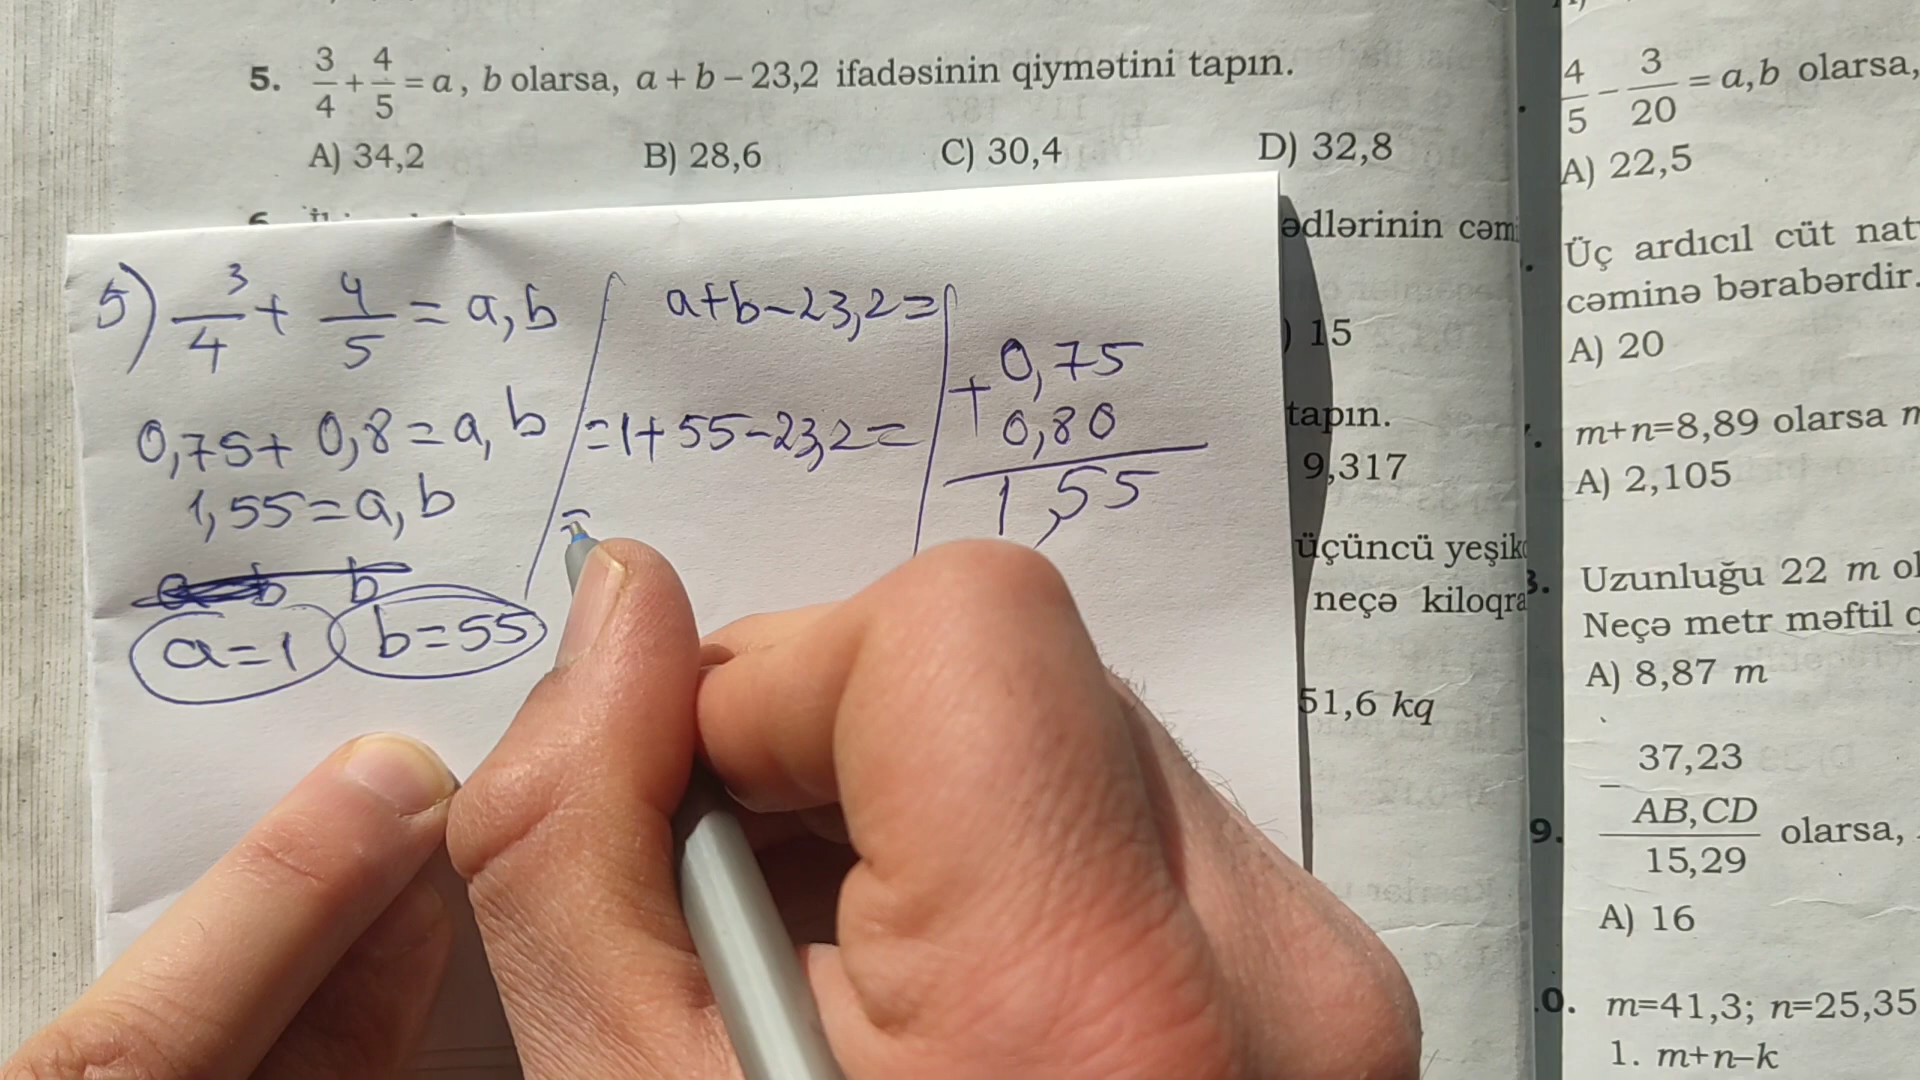 5. 3/4 + 4/5 = a, b olarsa, a + b – 23,2 ifadəsinin qiymətini tapın.
A) 34,2 B) 28,6 C) 30,4 D) 32,8
5) 3/4 + 4/5 = a, b
0,75 + 0,8 = a, b
1,55 = a, b
a = 1 b = 55
a + b – 23,2 =
= 1 + 55 – 23,2 =
=
0,75
+
0,80
1,55
ədlərinin cəm
) 15
tapın.
9,317
üçüncü yeşik
neçə kiloqra
51,6 kq
4/5 – 3/20 = a,b olarsa,
A) 22,5
Üç ardıcıl cüt nat
cəminə bərabərdir.
A) 20
m+n=8,89 olarsa
A) 2,105
Uzunluğu 22 m ol
Neçə metr məftil
A) 8,87 m
37,23
–
AB,CD
9. olarsa,
15,29
A) 16
0. m=41,3; n=25,35
1. m+n–k